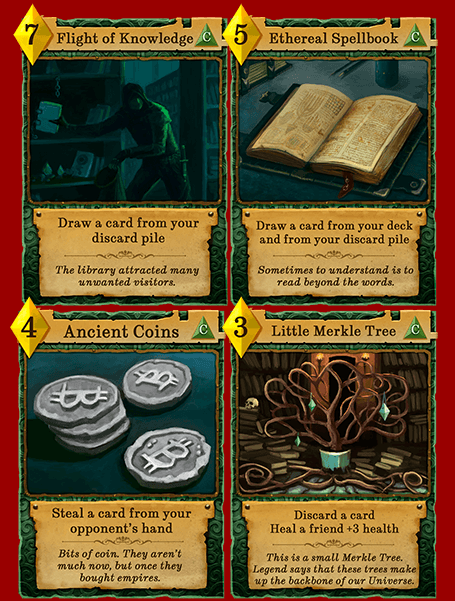 7 Flight of Knowledge C
Draw a card from your
discard pile
The library attracted many
unwanted visitors.
5 Ethereal Spellbook C
Draw a card from your deck
and from your discard pile
Sometimes to understand is to
read beyond the words.
4 Ancient Coins C
Steal a card from your
opponent's hand
Bits of coin. They aren't
much now, but once they
bought empires.
3 Little Merkle Tree C
Discard a card
Heal a friend +3 health
This is a small Merkle Tree.
Legend says that these trees make
up the backbone of our Universe.